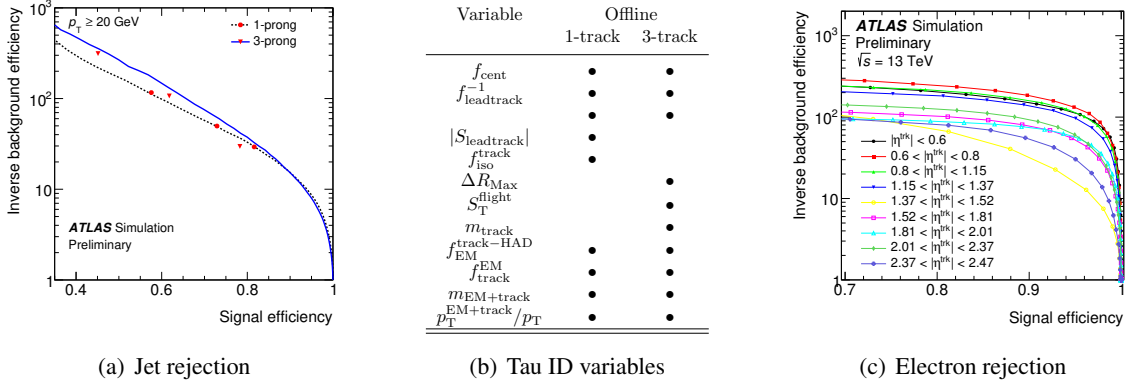 10³
10²
10
1
Inverse background efficiency
p_T ≥ 20 GeV
1-prong
3-prong
ATLAS Simulation
Preliminary
0.4 0.6 0.8 1
Signal efficiency
(a) Jet rejection
Variable Offline
1-track 3-track
f_cent • •
f_leadtrack^{-1} • •
• •
|S_leadtrack| •
f_iso^{track} •
ΔR_Max •
S_T^{flight} •
m_track •
f_EM^{track−HAD} • •
f_track^{EM} • •
m_{EM+track} • •
p_T^{EM+track}/p_T • •
(b) Tau ID variables
10³
10²
10
1
Inverse background efficiency
ATLAS Simulation
Preliminary
√s = 13 TeV
|η^{trk}| < 0.6
0.6 < |η^{trk}| < 0.8
0.8 < |η^{trk}| < 1.15
1.15 < |η^{trk}| < 1.37
1.37 < |η^{trk}| < 1.52
1.52 < |η^{trk}| < 1.81
1.81 < |η^{trk}| < 2.01
2.01 < |η^{trk}| < 2.37
2.37 < |η^{trk}| < 2.47
0.7 0.8 0.9 1
Signal efficiency
(c) Electron rejection